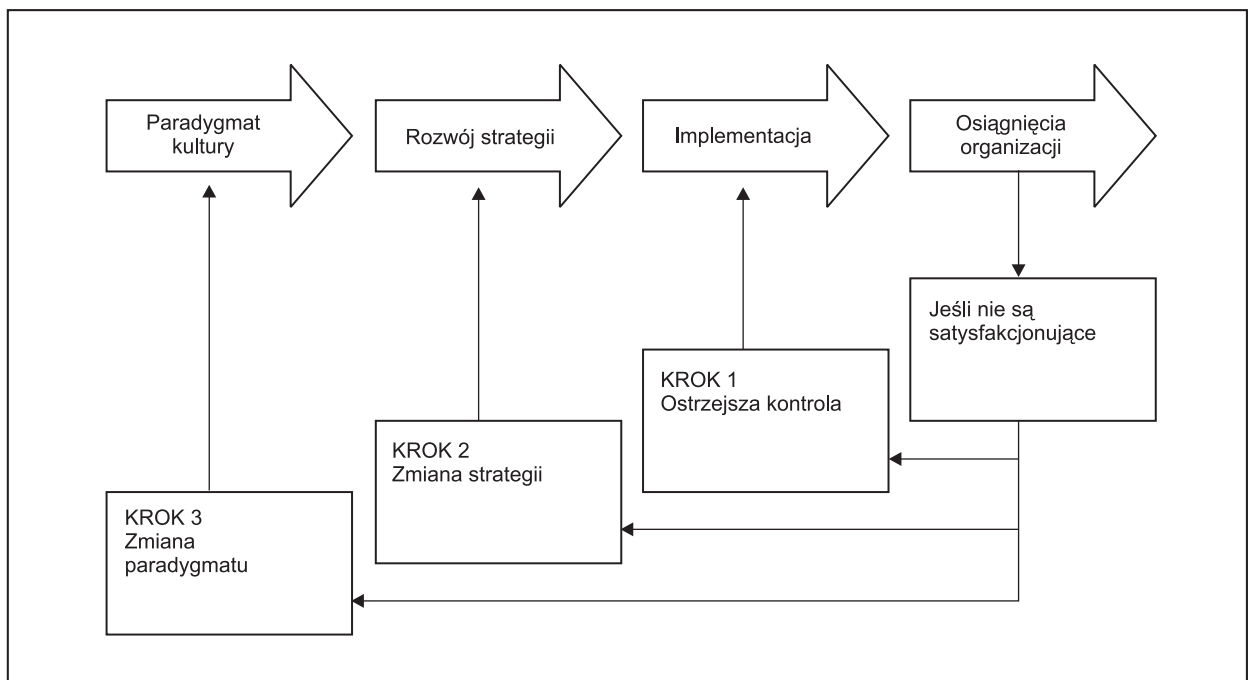 Paradygmat
kultury
Rozwój strategii
Implementacja
Osiągnięcia
organizacji
Jeśli nie są
satysfakcjonujące
KROK 1
Ostrzejsza kontrola
KROK 2
Zmiana strategii
KROK 3
Zmiana
paradygmatu